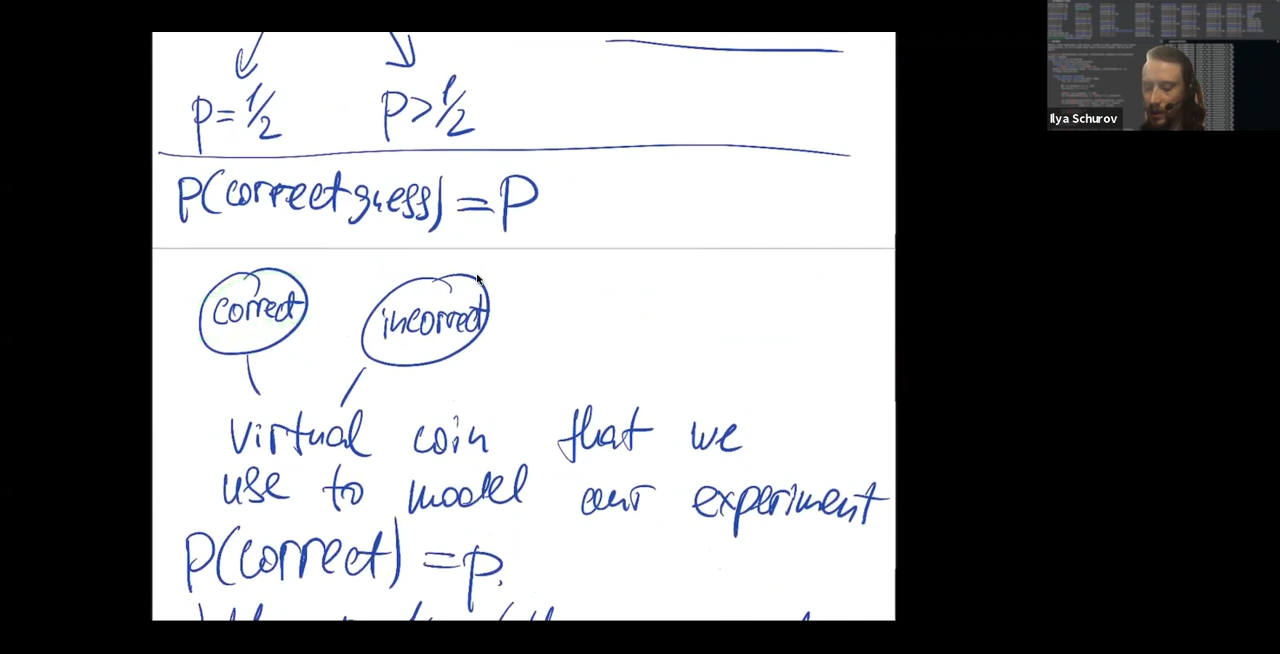 p=1/2 p>1/2
P(correct guess)=P
correct incorrect
virtual coin that we
use to model our experiment
P(correct)=p.
Ilya Schurov